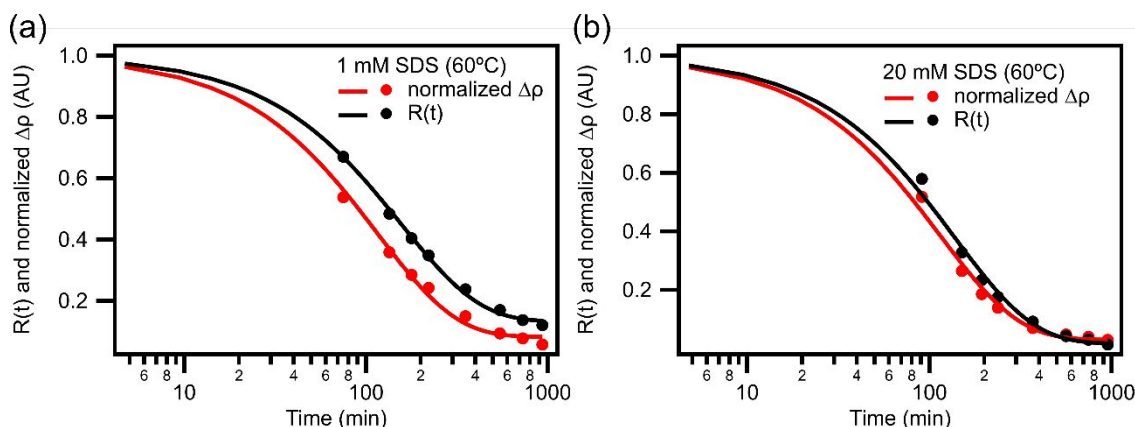 (a)
R(t) and normalized Δρ (AU)
1.0
0.8
0.6
0.4
0.2
1 mM SDS (60ºC)
normalized Δρ
R(t)
6 8 2 4 6 8 2 4 6 8
10 100 1000
Time (min)
(b)
R(t) and normalized Δρ (AU)
1.0
0.8
0.6
0.4
0.2
20 mM SDS (60ºC)
normalized Δρ
R(t)
6 8 2 4 6 8 2 4 6 8
10 100 1000
Time (min)